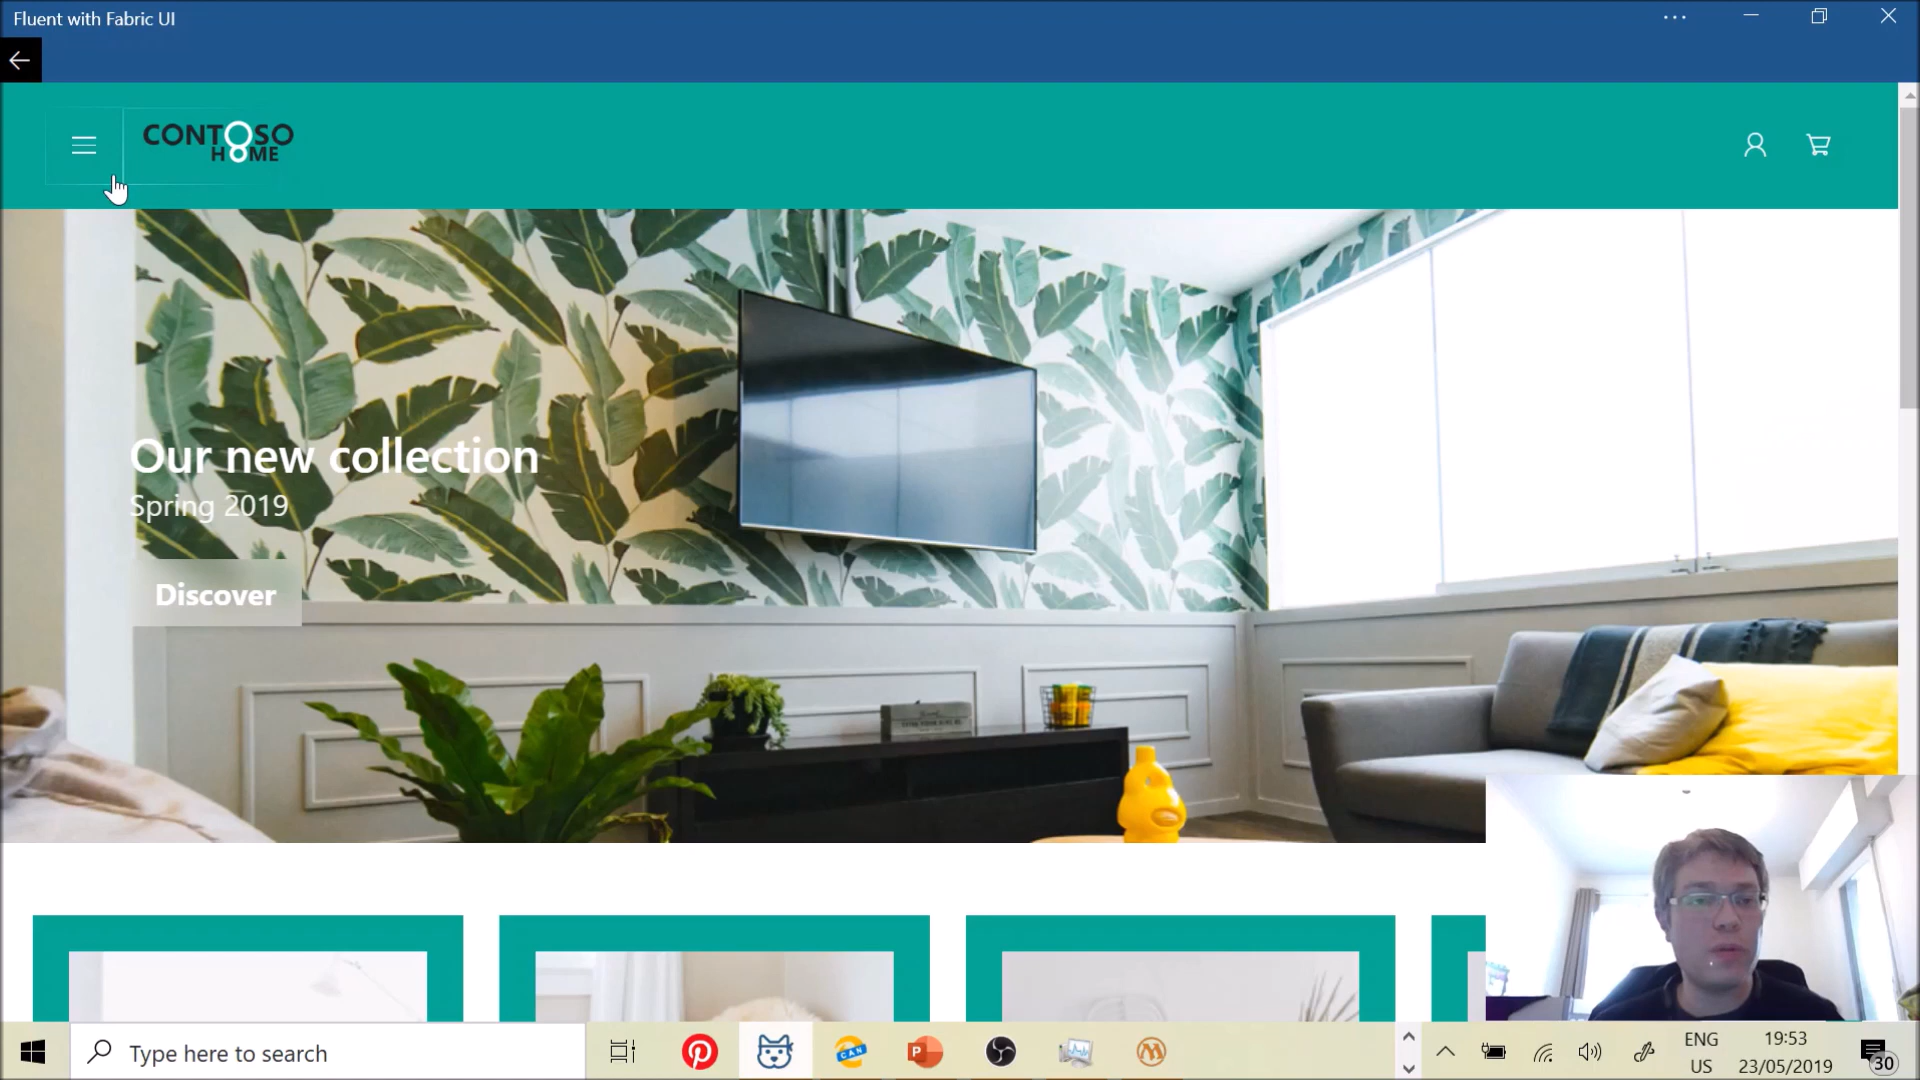 Fluent with Fabric UI
CONTOSO
HOME
Our new collection
Spring 2019
Discover
Type here to search
CAN
P
ENG
US
19:53
23/05/2019
30